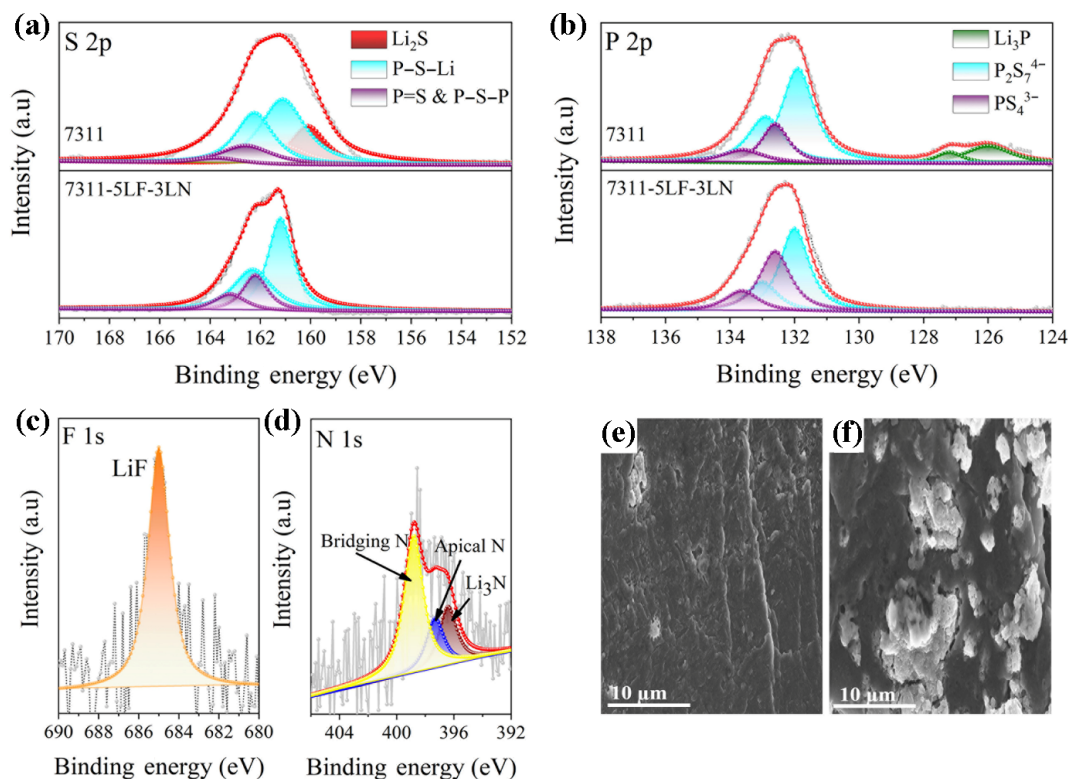 (a)
S 2p
Li₂S
P–S–Li
P=S & P–S–P
7311
7311-5LF-3LN
Intensity (a.u)
170 168 166 164 162 160 158 156 154 152
Binding energy (eV)
(b)
P 2p
Li₃P
P₂S₇⁴⁻
PS₄³⁻
7311
7311-5LF-3LN
Intensity (a.u)
138 136 134 132 130 128 126 124
Binding energy (eV)
(c)
F 1s
LiF
Intensity (a.u)
690 688 686 684 682 680
Binding energy (eV)
(d)
N 1s
Bridging N
Apical N
Li₃N
Intensity (a.u)
404 400 396 392
Binding energy (eV)
(e)
10 μm
(f)
10 μm